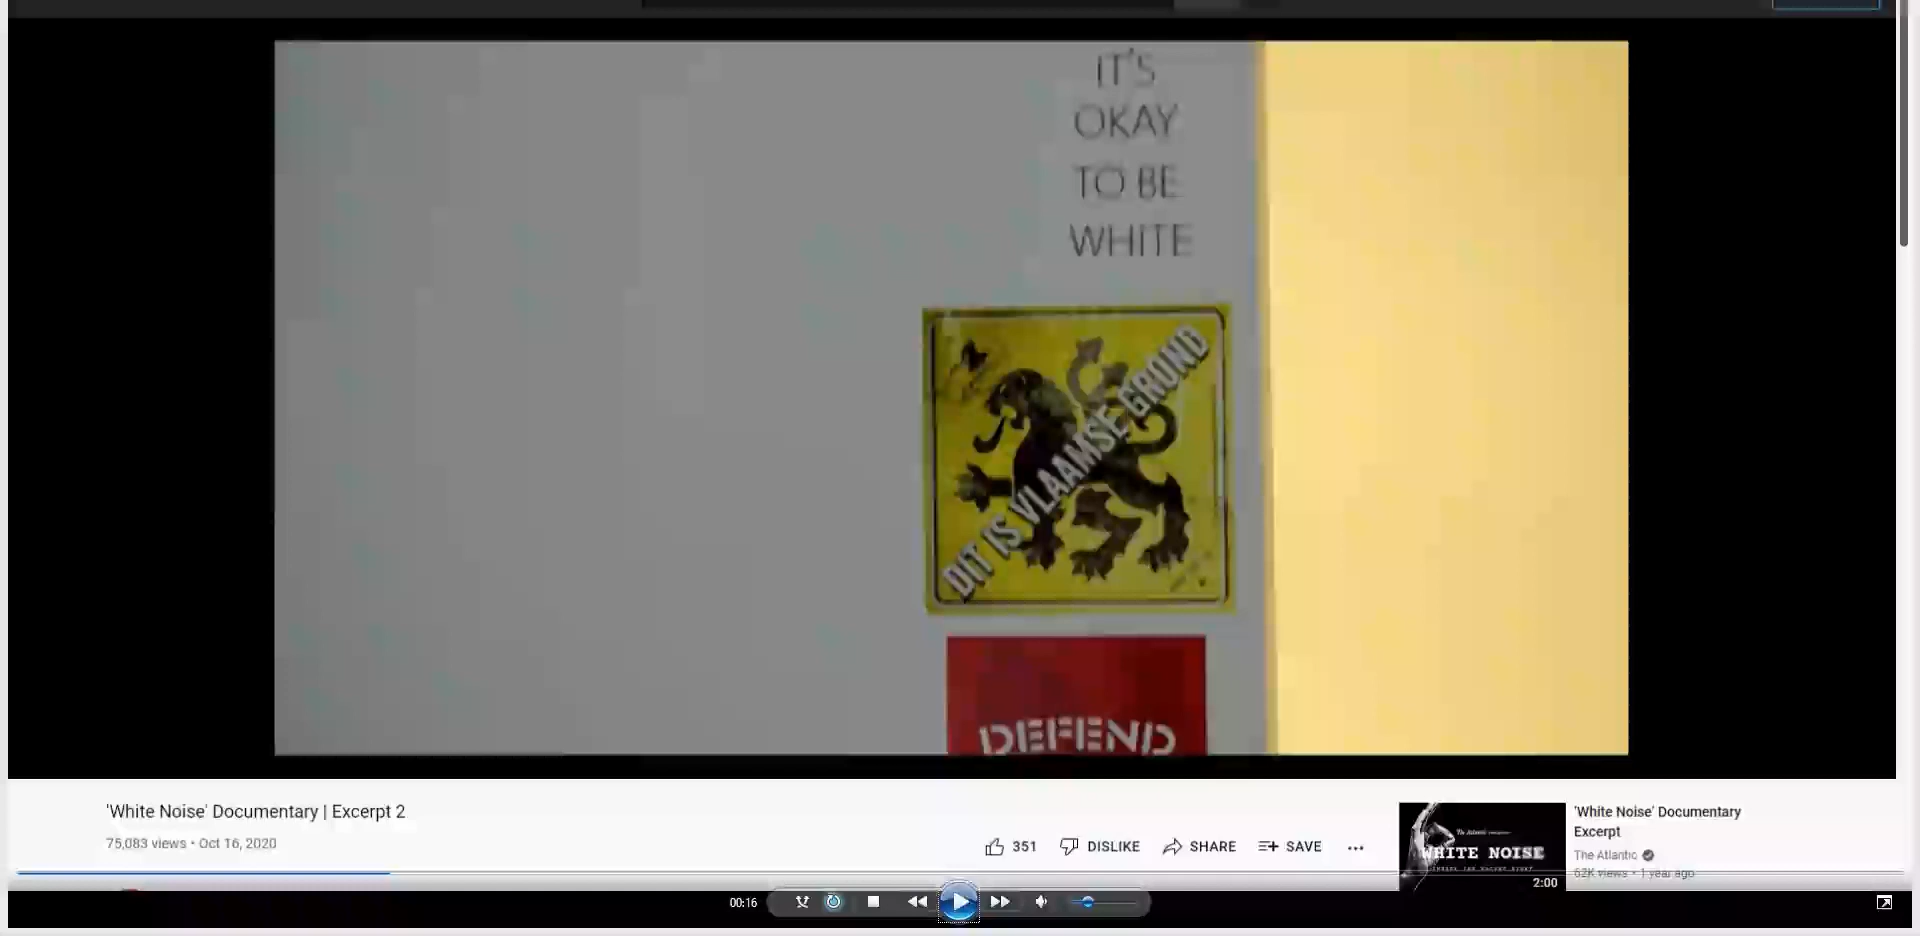 IT'S
OKAY
TO BE
WHITE
DIT IS VLAAMSE GROND
DEFEND
'White Noise' Documentary | Excerpt 2
75,083 views • Oct 16, 2020
351
DISLIKE
SHARE
SAVE
The Atlantic
WHITE NOISE
2:00
'White Noise' Documentary
Excerpt
The Atlantic
62K views • 1 year ago
00:16